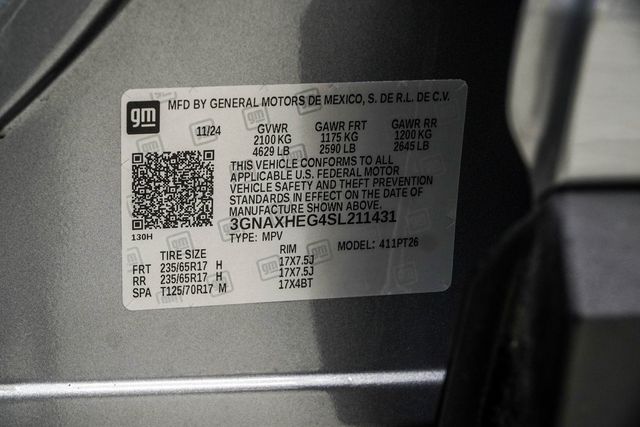 gm
MFD BY GENERAL MOTORS DE MEXICO, S. DE R.L. DE C.V.
11/24 GVWR GAWR FRT GAWR RR
2100 KG 1175 KG 1200 KG
4629 LB 2590 LB 2645 LB
THIS VEHICLE CONFORMS TO ALL
APPLICABLE U.S. FEDERAL MOTOR
VEHICLE SAFETY AND THEFT PREVENTION
STANDARDS IN EFFECT ON THE DATE OF
MANUFACTURE SHOWN ABOVE.
3GNAXHEG4SL211431
130H
TYPE: MPV MODEL: 411PT26
TIRE SIZE RIM
FRT 235/65R17 H 17X7.5J
RR 235/65R17 H 17X7.5J
SPA T125/70R17 M 17X4BT